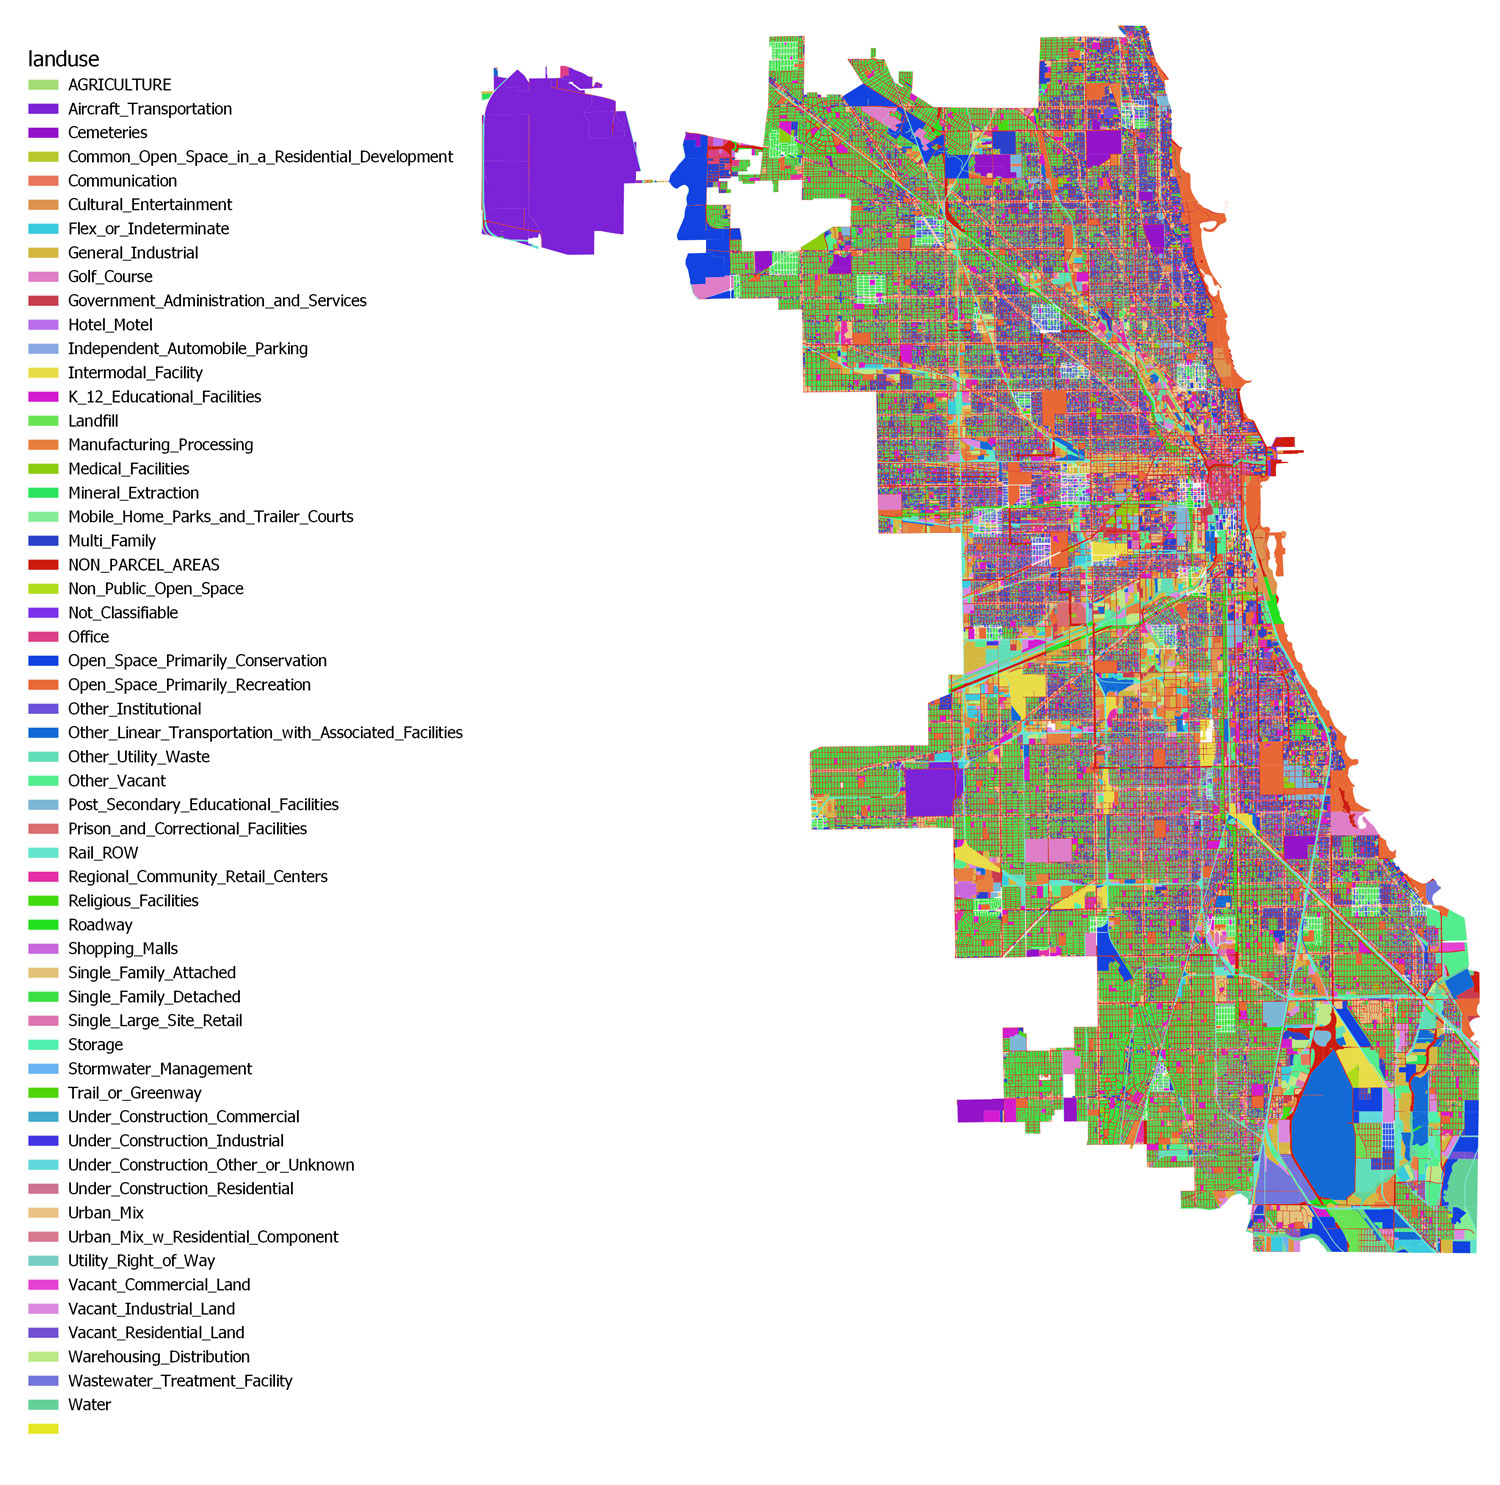 landuse
AGRICULTURE
Aircraft_Transportation
Cemeteries
Common_Open_Space_in_a_Residential_Development
Communication
Cultural_Entertainment
Flex_or_Indeterminate
General_Industrial
Golf_Course
Government_Administration_and_Services
Hotel_Motel
Independent_Automobile_Parking
Intermodal_Facility
K_12_Educational_Facilities
Landfill
Manufacturing_Processing
Medical_Facilities
Mineral_Extraction
Mobile_Home_Parks_and_Trailer_Courts
Multi_Family
NON_PARCEL_AREAS
Non_Public_Open_Space
Not_Classifiable
Office
Open_Space_Primarily_Conservation
Open_Space_Primarily_Recreation
Other_Institutional
Other_Linear_Transportation_with_Associated_Facilities
Other_Utility_Waste
Other_Vacant
Post_Secondary_Educational_Facilities
Prison_and_Correctional_Facilities
Rail_ROW
Regional_Community_Retail_Centers
Religious_Facilities
Roadway
Shopping_Malls
Single_Family_Attached
Single_Family_Detached
Single_Large_Site_Retail
Storage
Stormwater_Management
Trail_or_Greenway
Under_Construction_Commercial
Under_Construction_Industrial
Under_Construction_Other_or_Unknown
Under_Construction_Residential
Urban_Mix
Urban_Mix_w_Residential_Component
Utility_Right_of_Way
Vacant_Commercial_Land
Vacant_Industrial_Land
Vacant_Residential_Land
Warehousing_Distribution
Wastewater_Treatment_Facility
Water